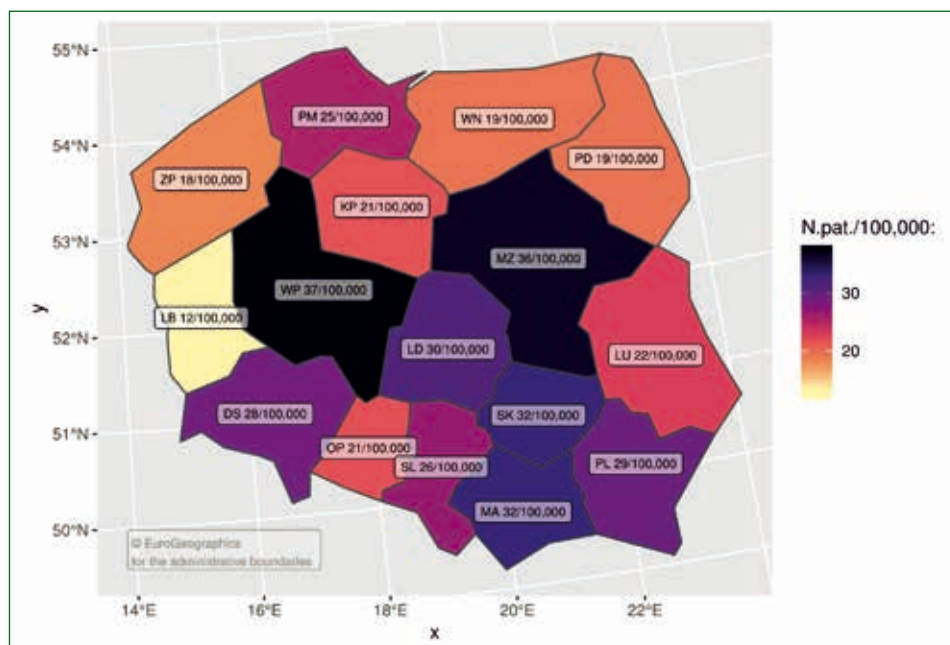 55°N
54°N
53°N
52°N
51°N
50°N
y
PM 25/100,000
WN 19/100,000
PD 19/100,000
ZP 18/100,000
KP 21/100,000
MZ 36/100,000
WP 37/100,000
LB 12/100,000
LD 30/100,000
LU 22/100,000
DS 28/100,000
SK 32/100,000
OP 21/100,000
SL 26/100,000
PL 29/100,000
MA 32/100,000
© EuroGeographics
for the administrative boundaries
14°E 16°E 18°E 20°E 22°E
x
N.pat./100,000:
30
20